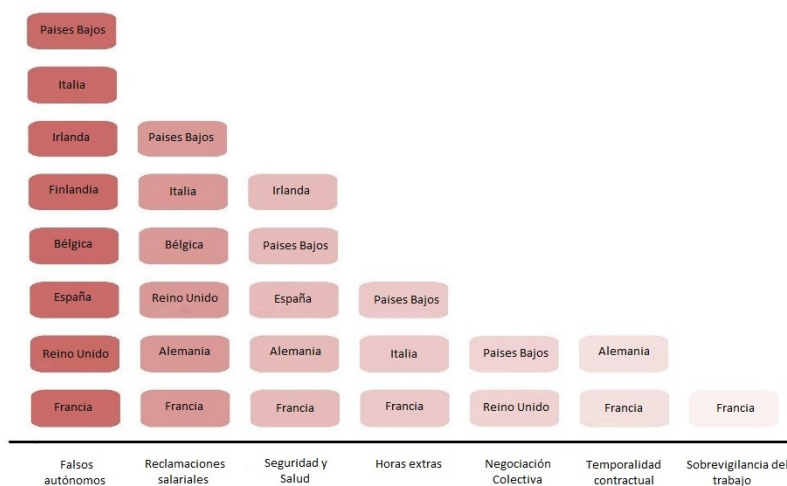 Paises Bajos
Italia
Irlanda Paises Bajos
Finlandia Italia Irlanda
Bélgica Bélgica Paises Bajos
España Reino Unido España Paises Bajos
Reino Unido Alemania Alemania Italia Paises Bajos Alemania
Francia Francia Francia Francia Reino Unido Francia Francia
Falsos Reclamaciones Seguridad y Horas extras Negociación Temporalidad Sobrevigilancia del
autónomos salariales Salud Colectiva contractual trabajo